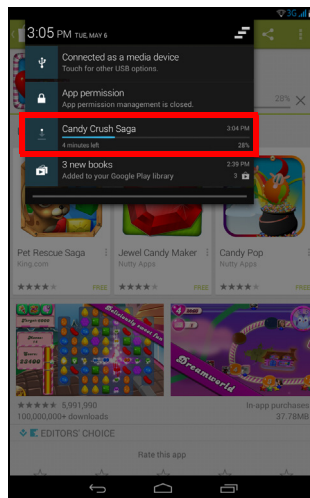 3G
3:05 PM TUE, MAY 6
Connected as a media device
Touch for other USB options.
App permission
App permission management is closed.
28%
Candy Crush Saga 3:04 PM
4 minutes left 28%
3 new books 2:39 PM
Added to your Google Play library 3
Pet Rescue Saga
King.com
FREE
Jewel Candy Maker
Nutty Apps
FREE
Candy Pop
Nutty Apps
FREE
Deliciously sweet fun
Dreamworld
5,991,990
100,000,000+ downloads
In-app purchases
37.78MB
EDITORS' CHOICE
Rate this app